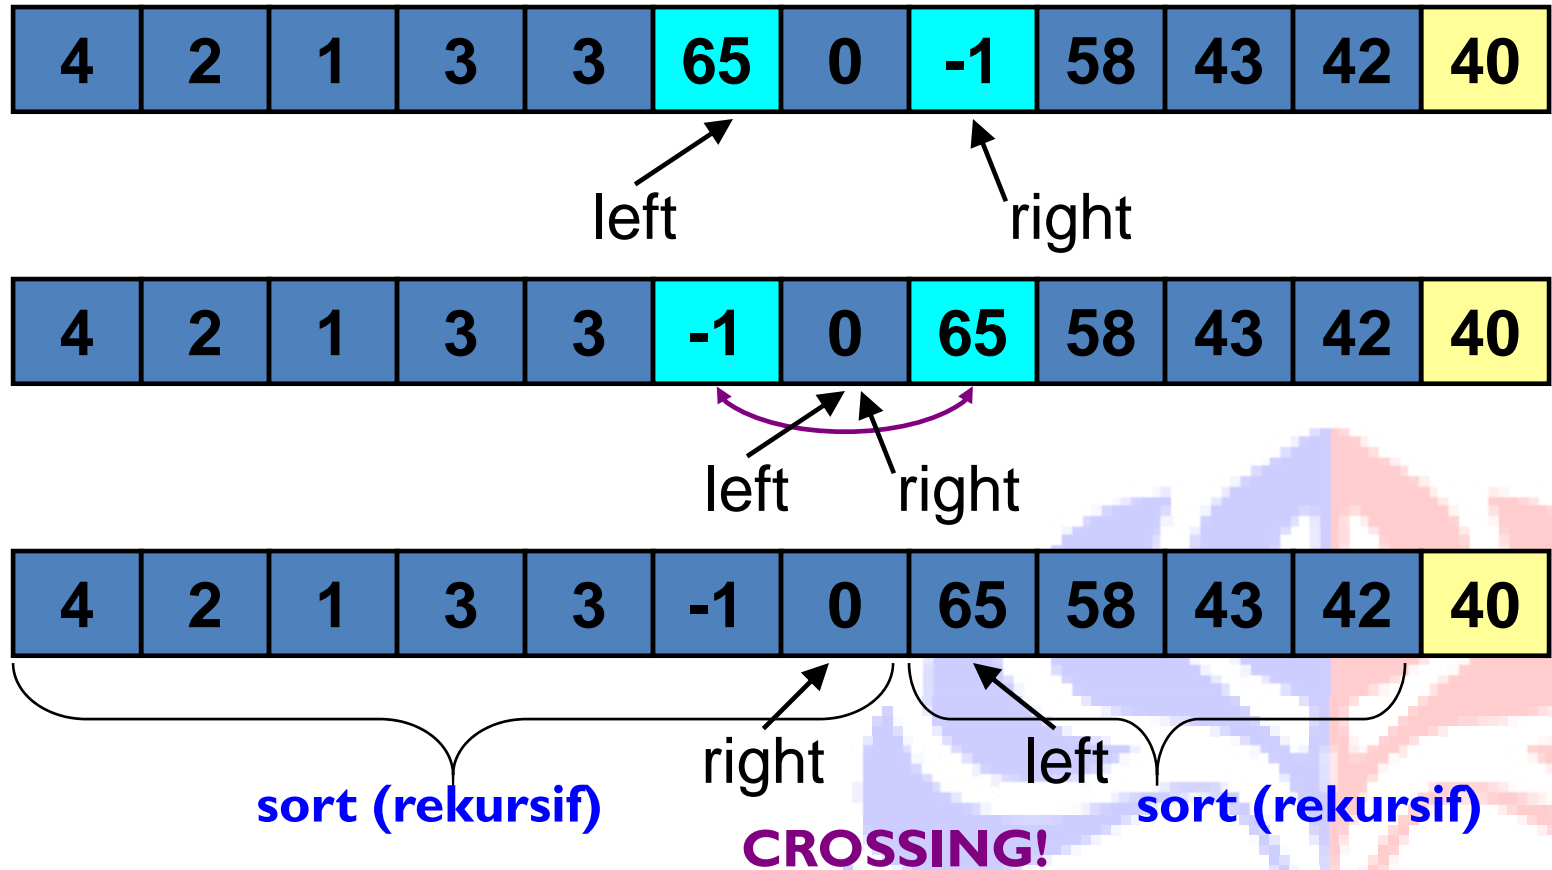 4 2 1 3 3 65 0 -1 58 43 42 40
left right
4 2 1 3 3 -1 0 65 58 43 42 40
left right
4 2 1 3 3 -1 0 65 58 43 42 40
right left
sort (rekursif) sort (rekursif)
CROSSING!